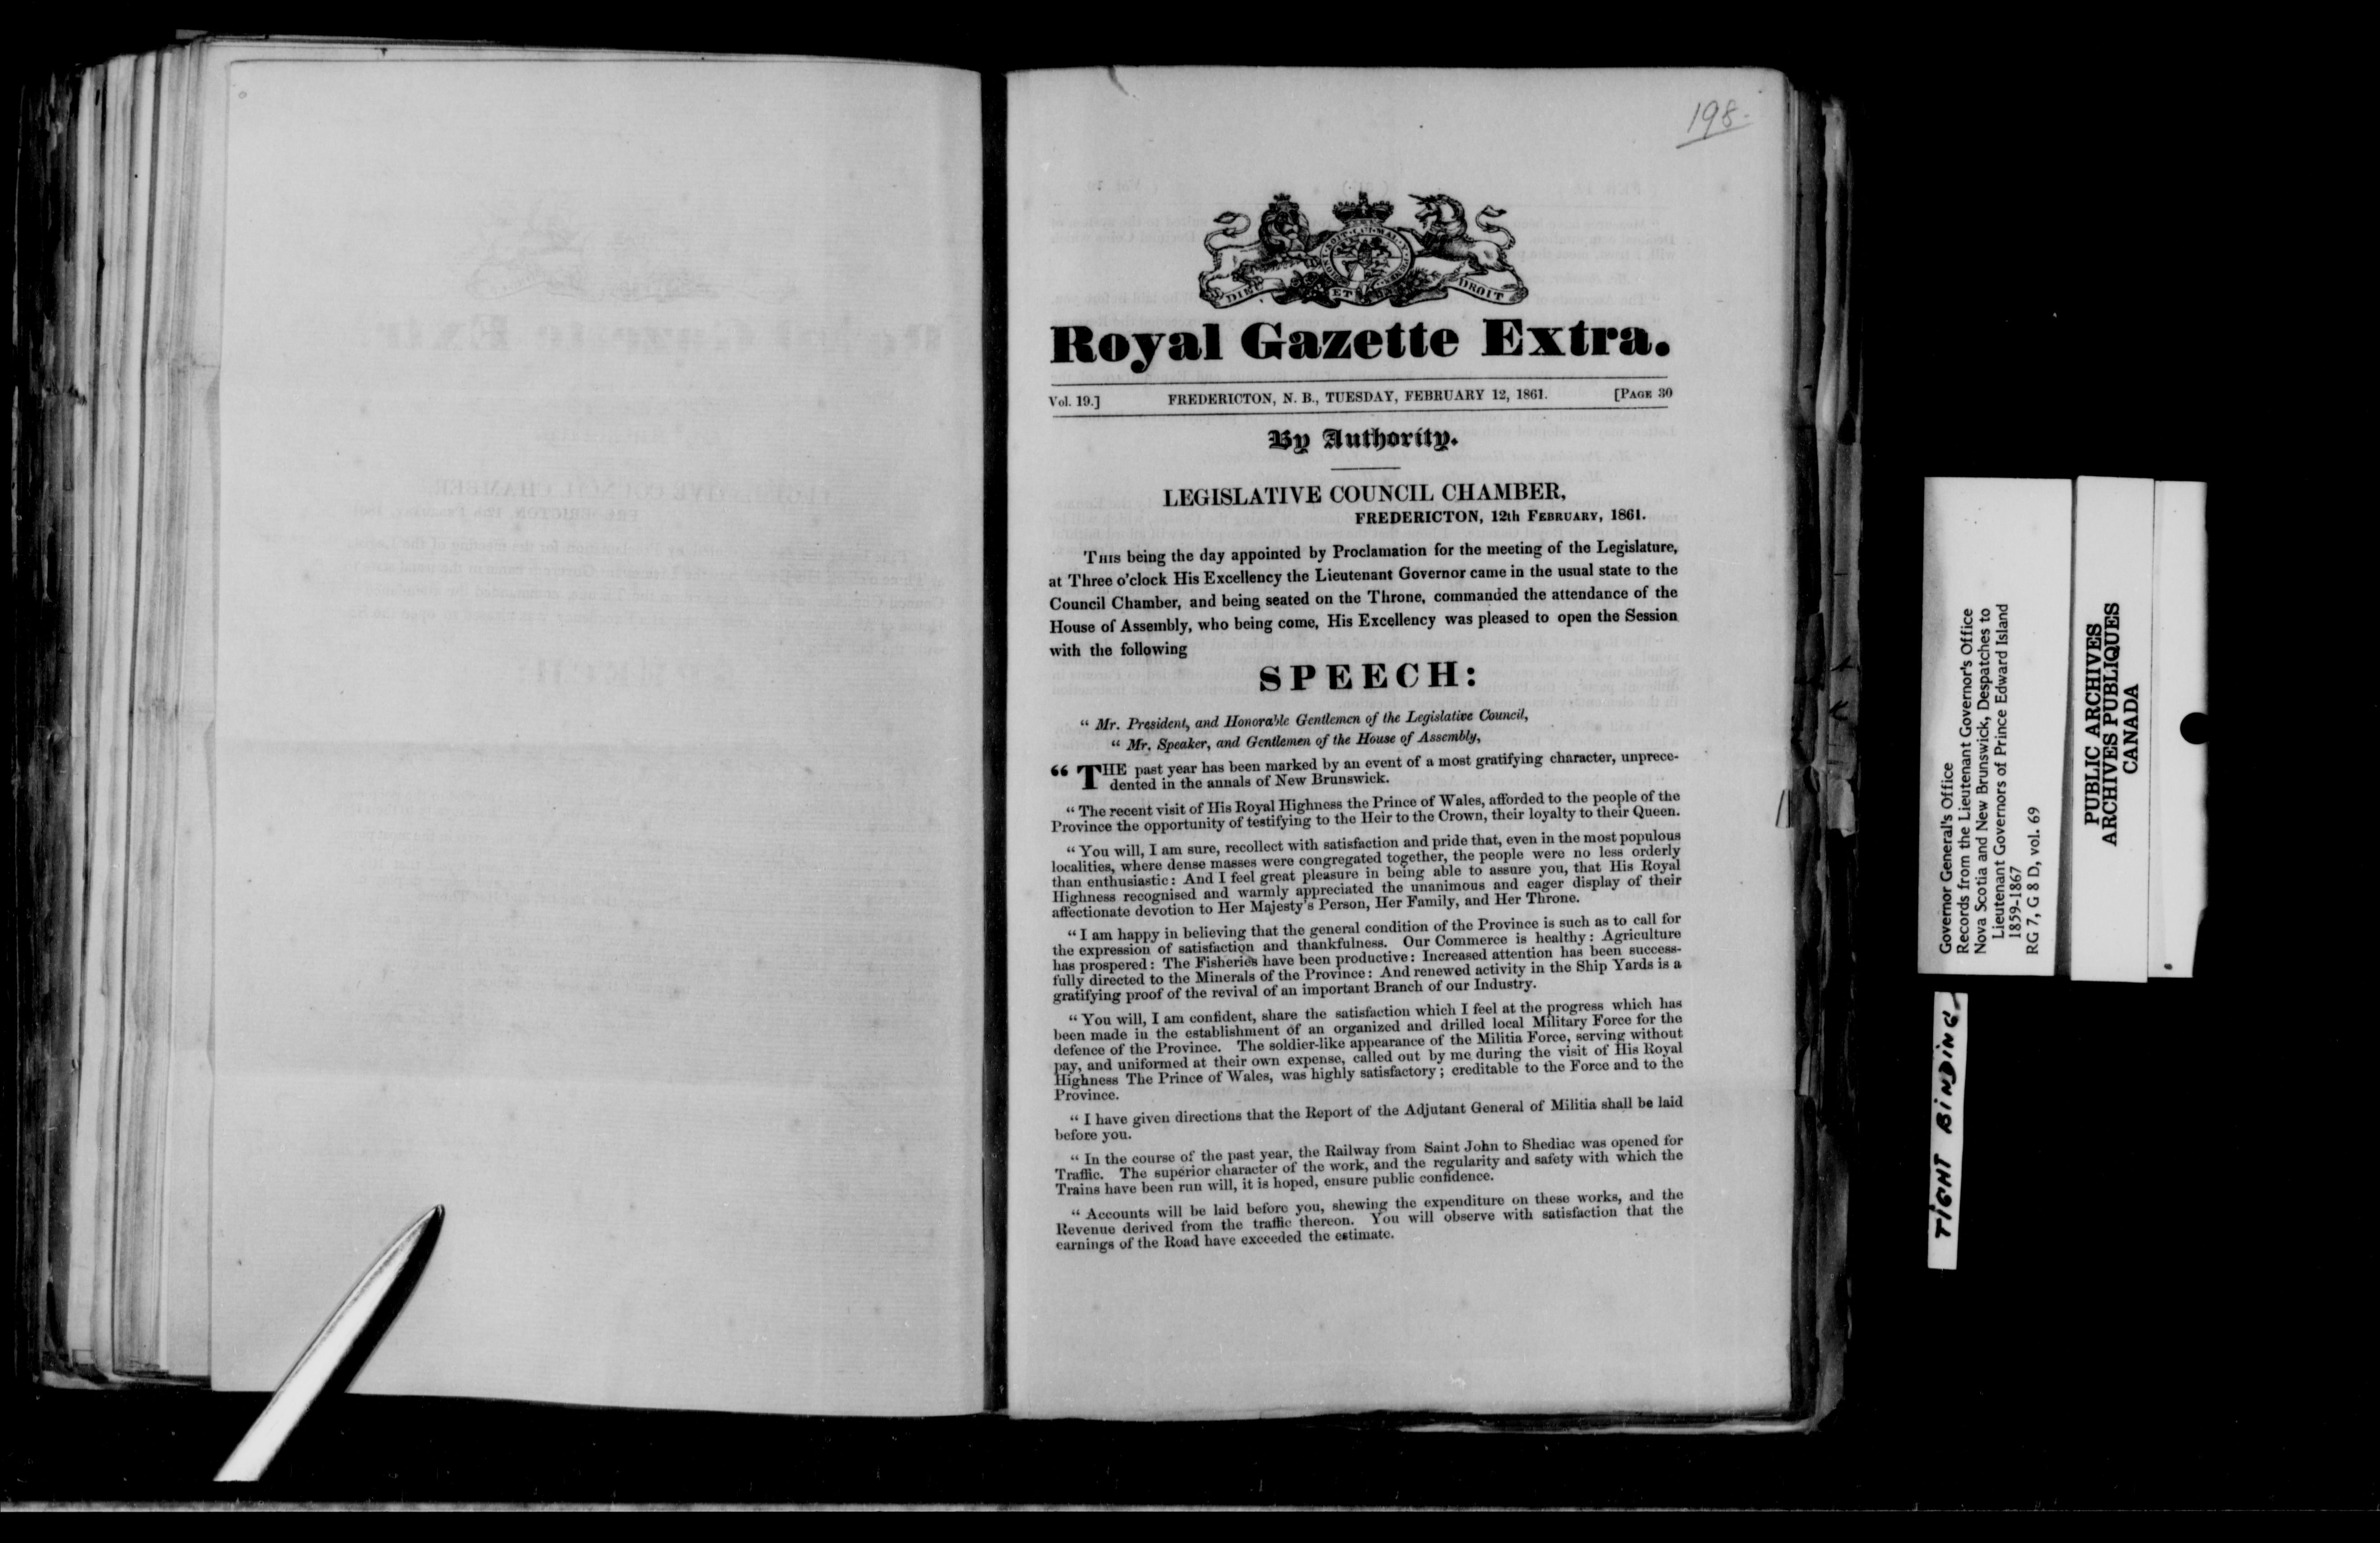 198
DIEU ET DROIT
Royal Gazette Extra.
Vol. 19.] FREDERICTON, N. B., TUESDAY, FEBRUARY 12, 1861. [PAGE 30
By Authority.
LEGISLATIVE COUNCIL CHAMBER,
FREDERICTON, 12th FEBRUARY, 1861.
THIS being the day appointed by Proclamation for the meeting of the Legislature,
at Three o'clock His Excellency the Lieutenant Governor came in the usual state to the
Council Chamber, and being seated on the Throne, commanded the attendance of the
House of Assembly, who being come, His Excellency was pleased to open the Session
with the following
SPEECH:
" Mr. President, and Honorable Gentlemen of the Legislative Council,
" Mr. Speaker, and Gentlemen of the House of Assembly,
" THE past year has been marked by an event of a most gratifying character, unprece-
dented in the annals of New Brunswick.
" The recent visit of His Royal Highness the Prince of Wales, afforded to the people of the
Province the opportunity of testifying to the Heir to the Crown, their loyalty to their Queen.
" You will, I am sure, recollect with satisfaction and pride that, even in the most populous
localities, where dense masses were congregated together, the people were no less orderly
than enthusiastic: And I feel great pleasure in being able to assure you, that His Royal
Highness recognised and warmly appreciated the unanimous and eager display of their
affectionate devotion to Her Majesty's Person, Her Family, and Her Throne.
" I am happy in believing that the general condition of the Province is such as to call for
the expression of satisfaction and thankfulness. Our Commerce is healthy: Agriculture
has prospered: The Fisheries have been productive: Increased attention has been success-
fully directed to the Minerals of the Province: And renewed activity in the Ship Yards is a
gratifying proof of the revival of an important Branch of our Industry.
" You will, I am confident, share the satisfaction which I feel at the progress which has
been made in the establishment of an organized and drilled local Military Force for the
defence of the Province. The soldier-like appearance of the Militia Force, serving without
pay, and uniformed at their own expense, called out by me during the visit of His Royal
Highness The Prince of Wales, was highly satisfactory; creditable to the Force and to the
Province.
" I have given directions that the Report of the Adjutant General of Militia shall be laid
before you.
" In the course of the past year, the Railway from Saint John to Shediac was opened for
Traffic. The superior character of the work, and the regularity and safety with which the
Trains have been run will, it is hoped, ensure public confidence.
" Accounts will be laid before you, shewing the expenditure on these works, and the
Revenue derived from the traffic thereon. You will observe with satisfaction that the
earnings of the Road have exceeded the estimate.
Governor General's Office
Records from the Lieutenant Governor's Office
Nova Scotia and New Brunswick, Despatches to
Lieutenant Governors of Prince Edward Island
1859-1867
RG 7, G 8 D, vol. 69
PUBLIC ARCHIVES
ARCHIVES PUBLIQUES
CANADA
TIGHT BINDING